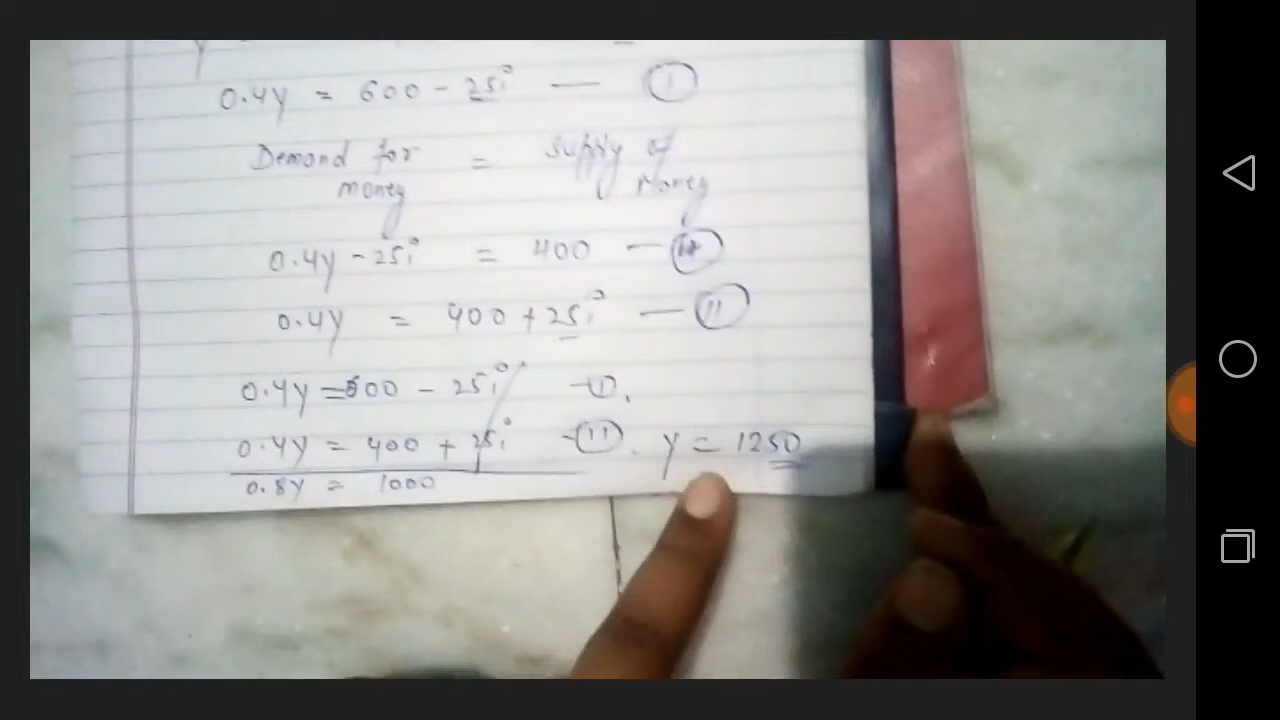 0.4y = 600 - 25i — (I)
Demand for money = Supply of Money
0.4y - 25i = 400 —
0.4y = 400 + 25i — (II)
0.4y = 600 - 25i - (I).
0.4y = 400 + 25i - (II). y = 1250
0.8y = 1000